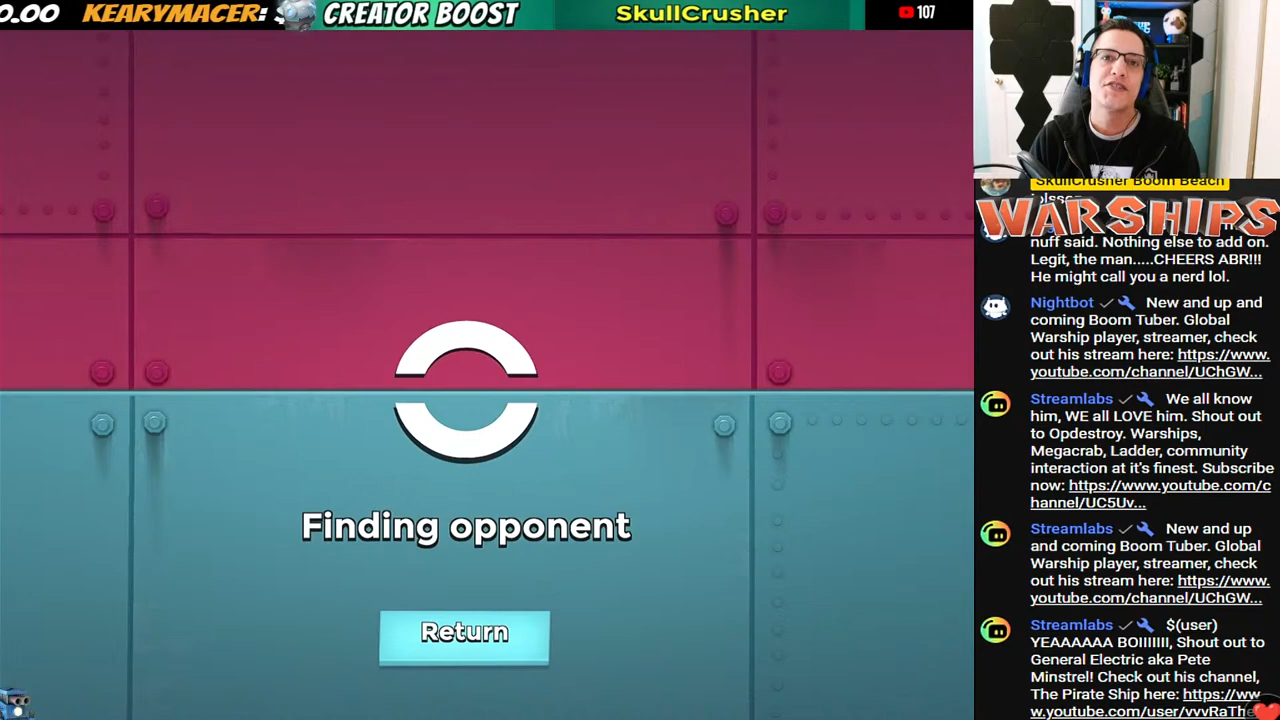 0.00 KEARYMACER: CREATOR BOOST SkullCrusher 107
SkullCrusher Boom Beach
WARSHIPS
nuff said. Nothing else to add on.
Legit, the man.....CHEERS ABR!!!
He might call you a nerd lol.
Nightbot New and up and
coming Boom Tuber. Global
Warship player, streamer, check
out his stream here: https://www.
youtube.com/channel/UChGW...
Streamlabs We all know
him, WE all LOVE him. Shout out
to Opdestroy. Warships,
Megacrab, Ladder, community
interaction at it's finest. Subscribe
now: https://www.youtube.com/c
hannel/UC5Uv...
Streamlabs New and up
and coming Boom Tuber. Global
Warship player, streamer, check
out his stream here: https://www.
youtube.com/channel/UChGW...
Streamlabs $(user)
YEAAAAAA BOIIIIIII, Shout out to
General Electric aka Pete
Minstrel! Check out his channel,
The Pirate Ship here: https://ww
w.youtube.com/user/vvvRaThe
Finding opponent
Return